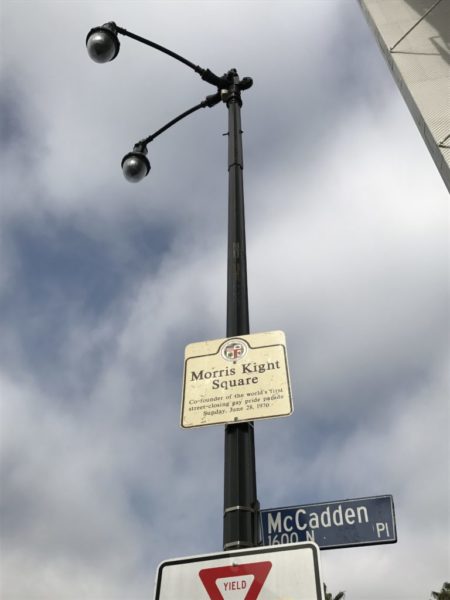 Morris Kight
Square
Co-founder of the world's first
street-closing gay pride parade
Sunday, June 28, 1970
McCadden Pl
1600 N
YIELD